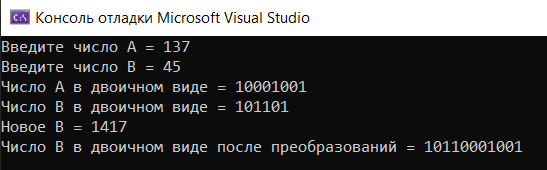 C:\ Консоль отладки Microsoft Visual Studio
Введите число A = 137
Введите число B = 45
Число A в двоичном виде = 10001001
Число B в двоичном виде = 101101
Новое B = 1417
Число B в двоичном виде после преобразований = 10110001001